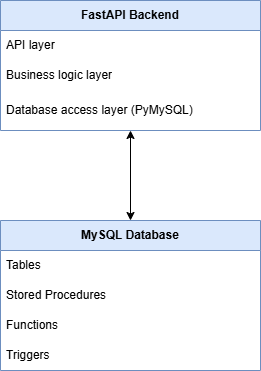 FastAPI Backend
API layer
Business logic layer
Database access layer (PyMySQL)
MySQL Database
Tables
Stored Procedures
Functions
Triggers